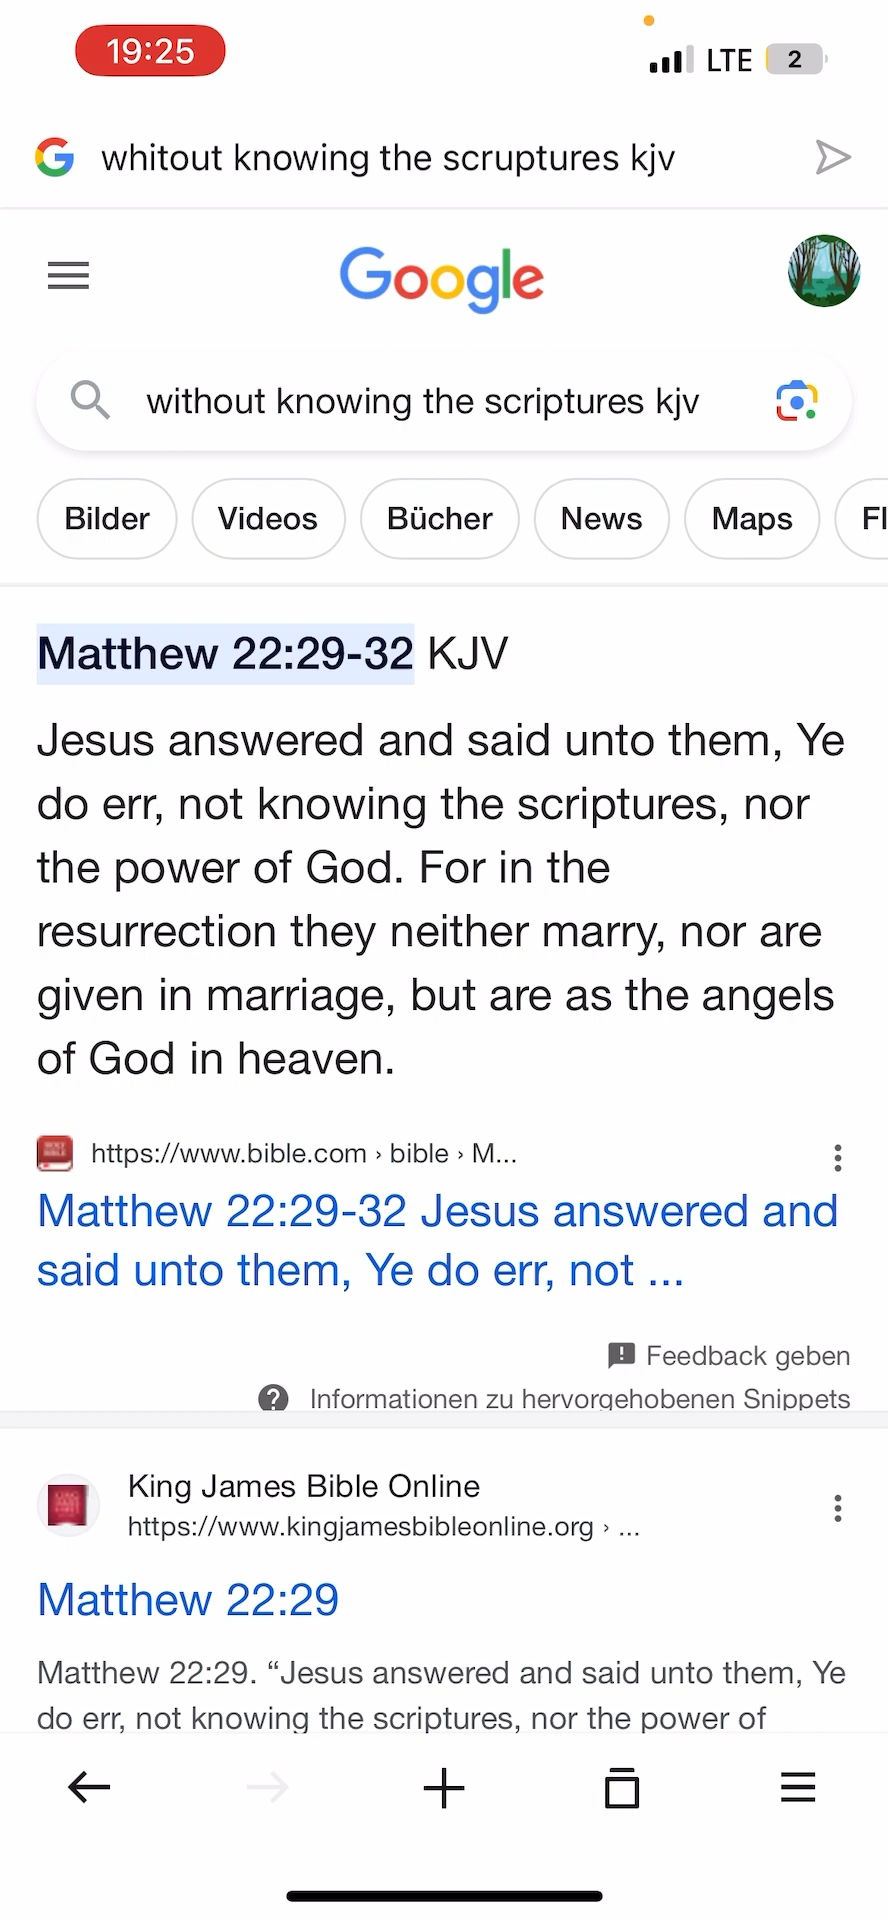 19:25
LTE 2
whitout knowing the scruptures kjv
Google
without knowing the scriptures kjv
Bilder Videos Bücher News Maps Fl
Matthew 22:29-32 KJV
Jesus answered and said unto them, Ye
do err, not knowing the scriptures, nor
the power of God. For in the
resurrection they neither marry, nor are
given in marriage, but are as the angels
of God in heaven.
https://www.bible.com › bible › M...
Matthew 22:29-32 Jesus answered and
said unto them, Ye do err, not ...
Feedback geben
Informationen zu hervorgehobenen Snippets
King James Bible Online
https://www.kingjamesbibleonline.org › ...
Matthew 22:29
Matthew 22:29. “Jesus answered and said unto them, Ye
do err, not knowing the scriptures, nor the power of